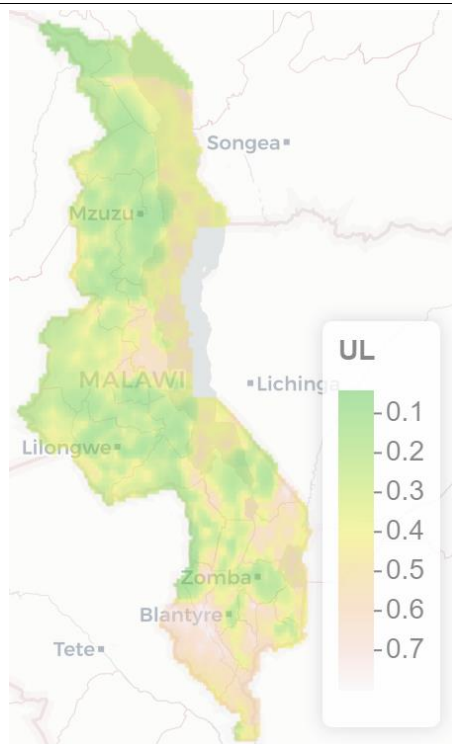 Songea
Mzuzu
UL
MALAWI
Lichinga
0.1
0.2
Lilongwe
0.3
0.4
0.5
Zomba
0.6
Blantyre
0.7
Tete